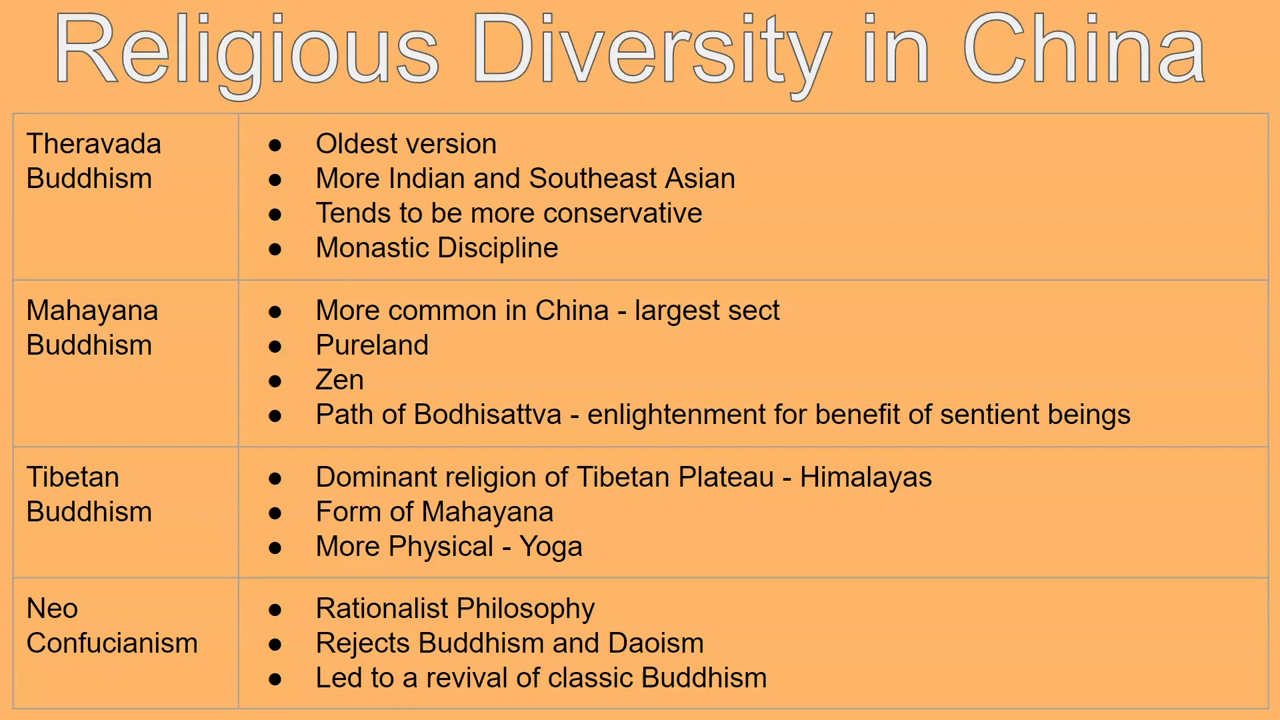 Religious Diversity in China
Theravada
Buddhism
● Oldest version
● More Indian and Southeast Asian
● Tends to be more conservative
● Monastic Discipline
Mahayana
Buddhism
● More common in China - largest sect
● Pureland
● Zen
● Path of Bodhisattva - enlightenment for benefit of sentient beings
Tibetan
Buddhism
● Dominant religion of Tibetan Plateau - Himalayas
● Form of Mahayana
● More Physical - Yoga
Neo
Confucianism
● Rationalist Philosophy
● Rejects Buddhism and Daoism
● Led to a revival of classic Buddhism